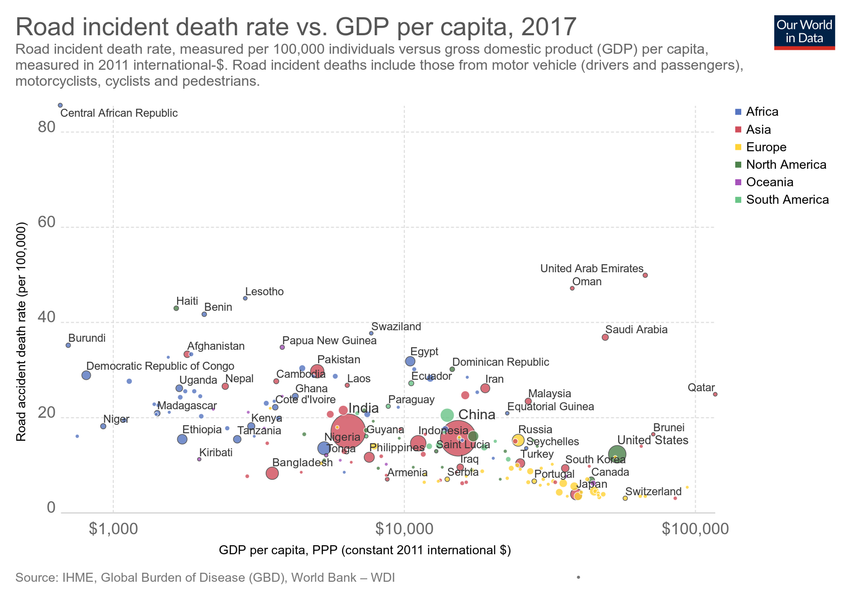 Road incident death rate vs. GDP per capita, 2017
Our World
in Data
Road incident death rate, measured per 100,000 individuals versus gross domestic product (GDP) per capita,
measured in 2011 international-$. Road incident deaths include those from motor vehicle (drivers and passengers),
motorcyclists, cyclists and pedestrians.
Central African Republic
80
60
40
20
0
Road accident death rate (per 100,000)
Africa
Asia
Europe
North America
Oceania
South America
United Arab Emirates
Oman
Lesotho
Haiti
Benin
Swaziland
Saudi Arabia
Burundi
Afghanistan
Papua New Guinea
Egypt
Democratic Republic of Congo
Pakistan
Dominican Republic
Uganda
Nepal
Cambodia
Laos
Ecuador
Iran
Qatar
Ghana
Madagascar
Cote d'Ivoire
Paraguay
Malaysia
Equatorial Guinea
India
China
Niger
Kenya
Ethiopia
Tanzania
Nigeria
Guyana
Indonesia
Russia
Brunei
Kiribati
Tonga
Philippines
Saint Lucia
Seychelles
United States
Bangladesh
Iraq
Turkey
South Korea
Armenia
Serbia
Portugal
Canada
Japan
Switzerland
$1,000
$10,000
$100,000
GDP per capita, PPP (constant 2011 international $)
Source: IHME, Global Burden of Disease (GBD), World Bank – WDI